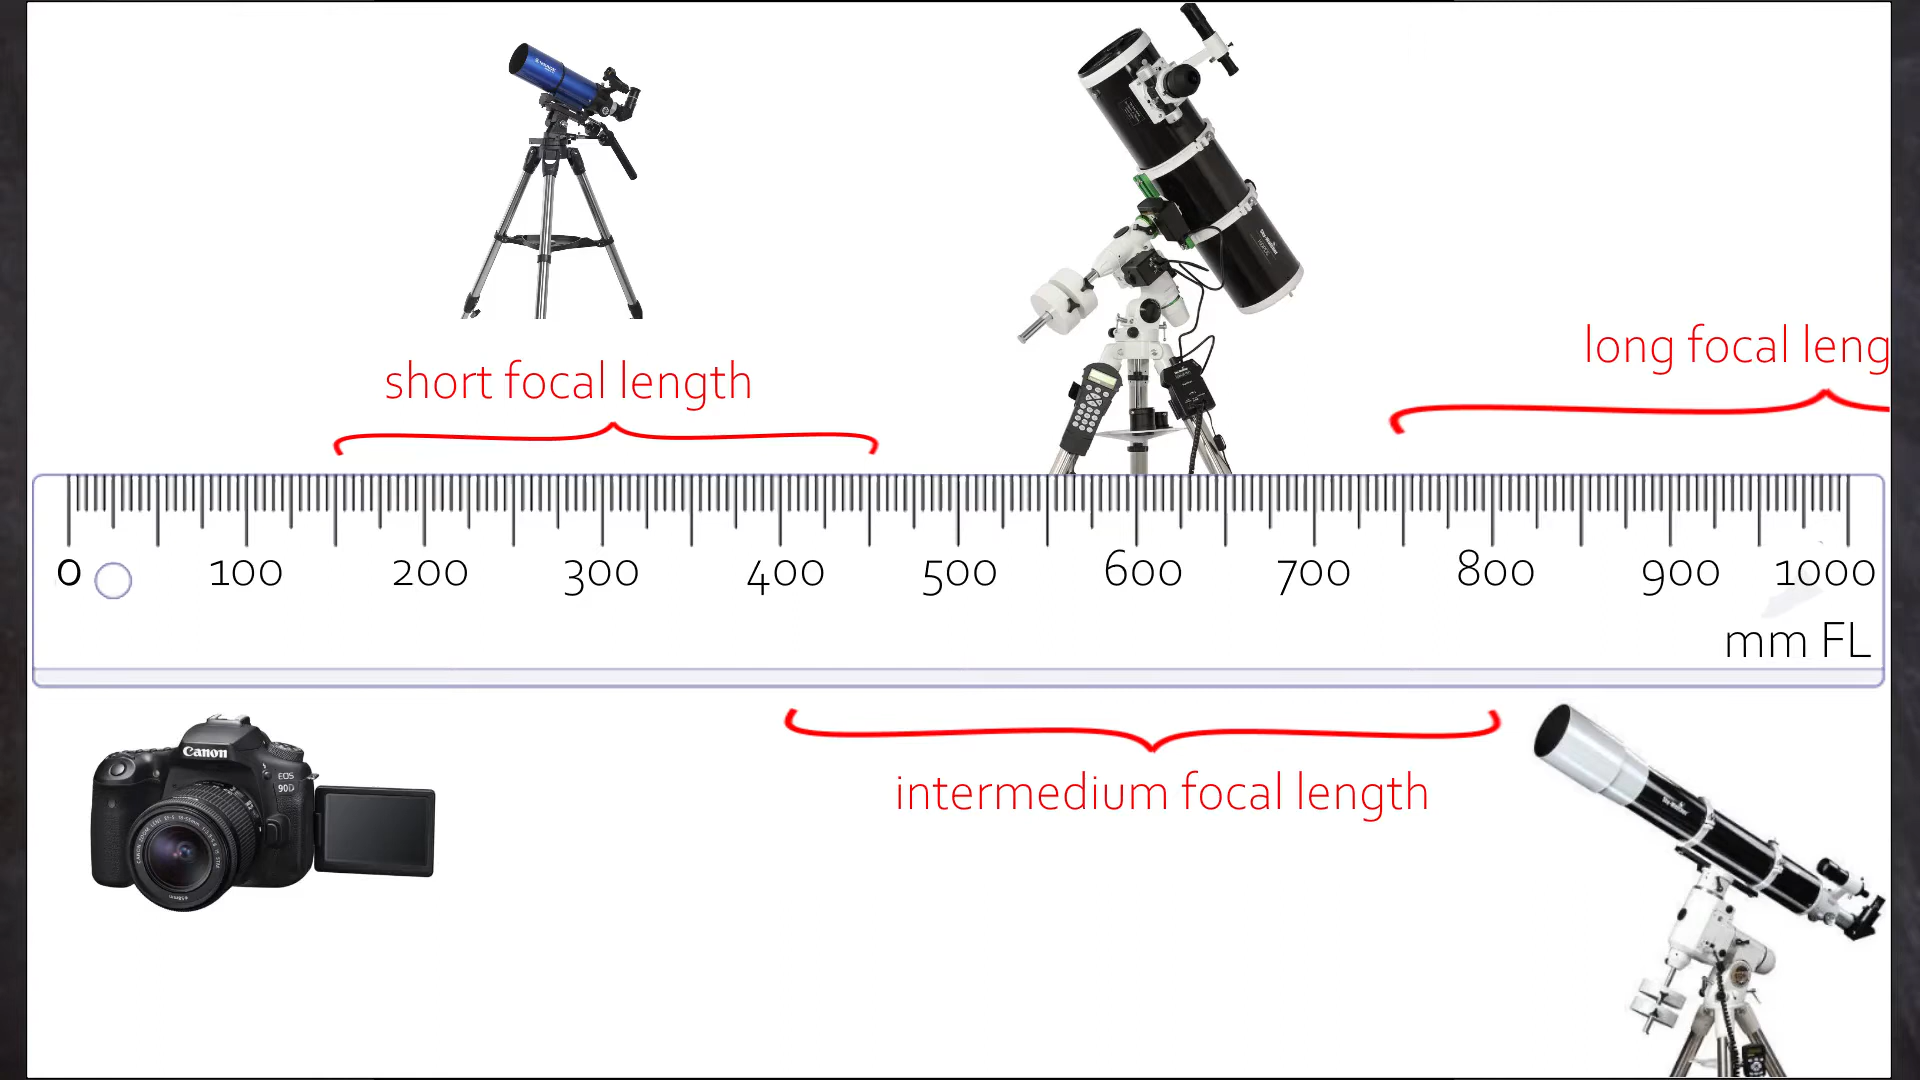 long focal leng
short focal length
0 100 200 300 400 500 600 700 800 900 1000
mm FL
intermedium focal length
Canon
EOS
90D